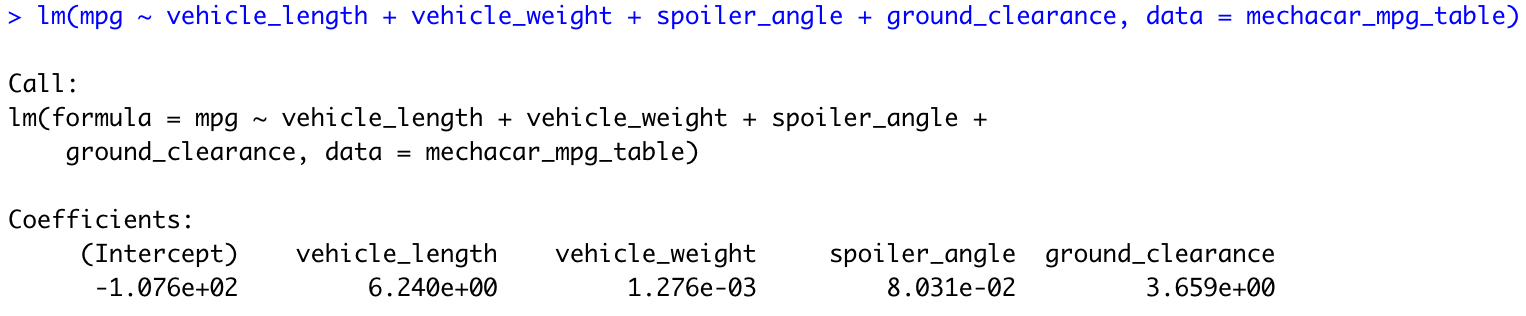 > lm(mpg ~ vehicle_length + vehicle_weight + spoiler_angle + ground_clearance, data = mechacar_mpg_table)
Call:
lm(formula = mpg ~ vehicle_length + vehicle_weight + spoiler_angle +
    ground_clearance, data = mechacar_mpg_table)
Coefficients:
     (Intercept)    vehicle_length    vehicle_weight     spoiler_angle  ground_clearance
      -1.076e+02         6.240e+00         1.276e-03         8.031e-02         3.659e+00